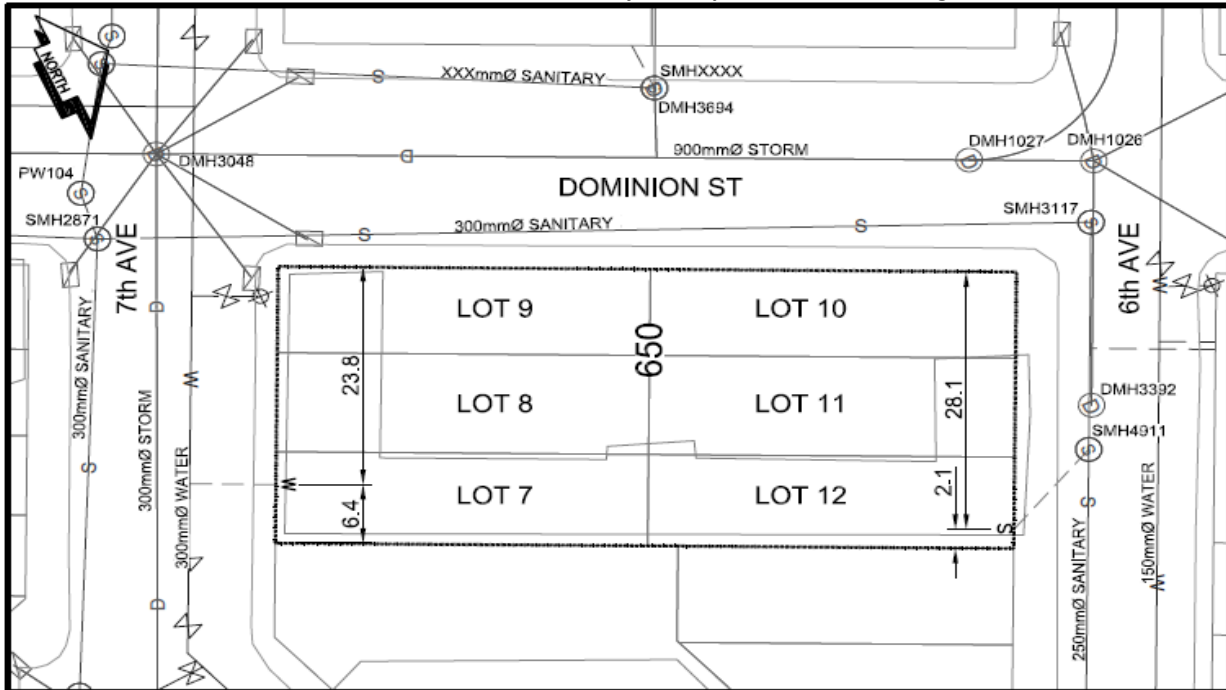 NORTH
XXXmmØ SANITARY
S
SMHXXXX
D
DMH3694
S
PW104
S
D
DMH3048
D
900mmØ STORM
DMH1027
D
DMH1026
D
DOMINION ST
SMH2871
S
S
300mmØ SANITARY
S
SMH3117
S
7th AVE
6th AVE
D
W
W
LOT 9
LOT 10
650
23.8
28.1
LOT 8
LOT 11
300mmØ SANITARY
300mmØ STORM
300mmØ WATER
DMH3392
D
SMH4911
S
S
W
LOT 7
LOT 12
6.4
2.1
S
S
D
250mmØ SANITARY
150mmØ WATER
W